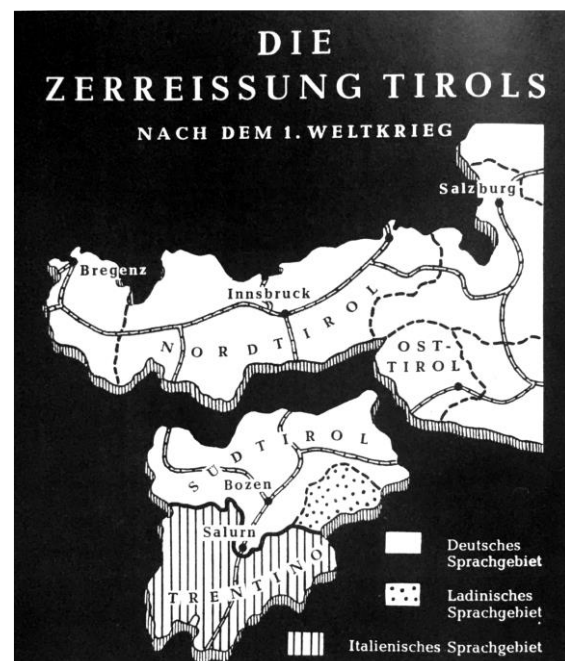 DIE
ZERREISSUNG TIROLS
NACH DEM 1. WELTKRIEG
Salzburg
Bregenz
Innsbruck
NORDTIROL
OST-
TIROL
SÜDTIROL
Bozen
Salurn
TRENTINO
Deutsches
Sprachgebiet
Ladinisches
Sprachgebiet
Italienisches Sprachgebiet